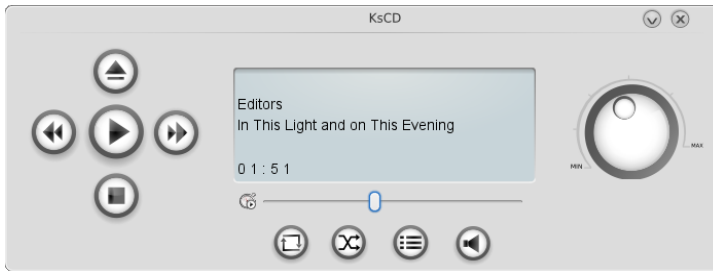 KsCD
Editors
In This Light and on This Evening
01:51
MIN
MAX